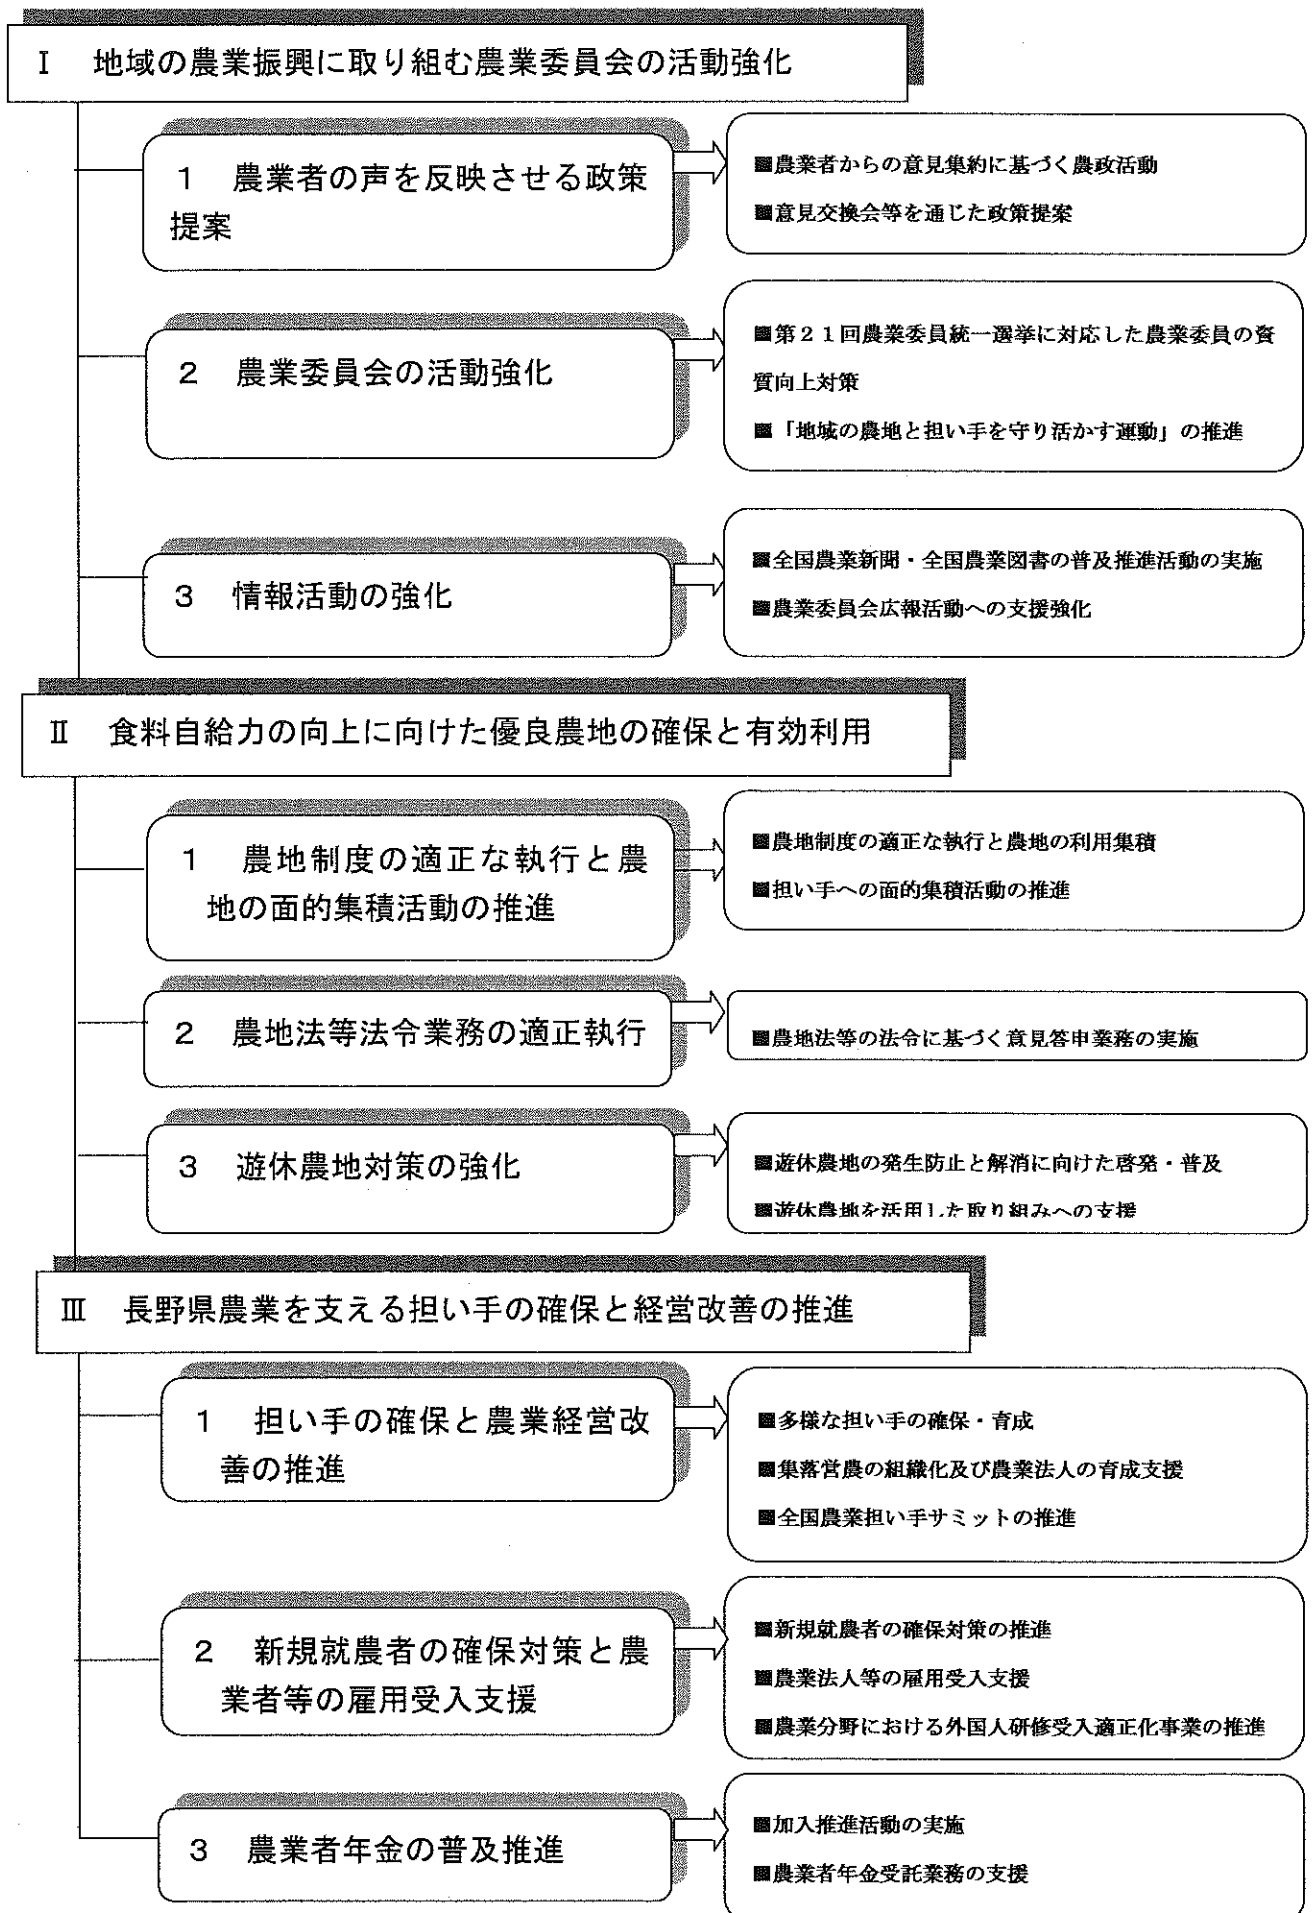 Ⅰ　地域の農業振興に取り組む農業委員会の活動強化
1　農業者の声を反映させる政策
提案
■農業者からの意見集約に基づく農政活動
■意見交換会等を通じた政策提案
2　農業委員会の活動強化
■第２１回農業委員統一選挙に対応した農業委員の資
質向上対策
■「地域の農地と担い手を守り活かす運動」の推進
3　情報活動の強化
■全国農業新聞・全国農業図書の普及推進活動の実施
■農業委員会広報活動への支援強化
Ⅱ　食料自給力の向上に向けた優良農地の確保と有効利用
1　農地制度の適正な執行と農
地の面的集積活動の推進
■農地制度の適正な執行と農地の利用集積
■担い手への面的集積活動の推進
2　農地法等法令業務の適正執行
■農地法等の法令に基づく意見答申業務の実施
3　遊休農地対策の強化
■遊休農地の発生防止と解消に向けた啓発・普及
■遊休農地を活用した取り組みへの支援
Ⅲ　長野県農業を支える担い手の確保と経営改善の推進
1　担い手の確保と農業経営改
善の推進
■多様な担い手の確保・育成
■集落営農の組織化及び農業法人の育成支援
■全国農業担い手サミットの推進
2　新規就農者の確保対策と農
業者等の雇用受入支援
■新規就農者の確保対策の推進
■農業法人等の雇用受入支援
■農業分野における外国人研修受入適正化事業の推進
3　農業者年金の普及推進
■加入推進活動の実施
■農業者年金受託業務の支援